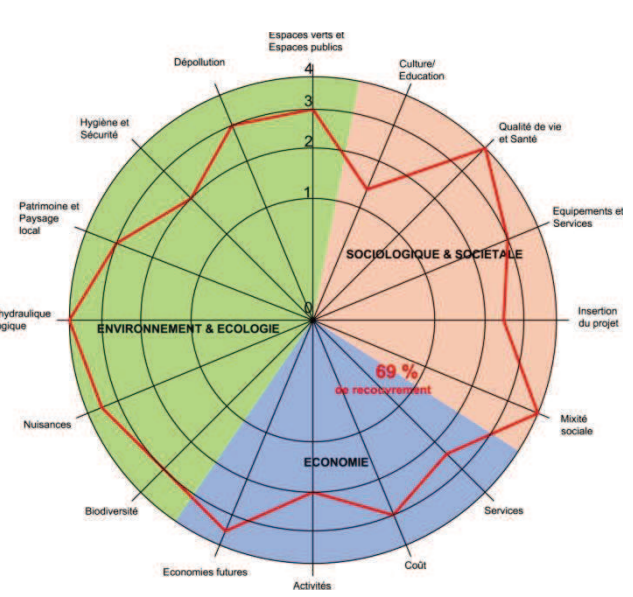 Espaces verts et
Espaces publics
Dépollution
Culture/
Education
4
3
Hygiène et
Sécurité
Qualité de vie
et Santé
2
1
Patrimoine et
Paysage
local
Equipements et
Services
SOCIOLOGIQUE & SOCIETALE
0
hydraulique
Insertion
du projet
ENVIRONNEMENT & ECOLOGIE
69 %
de recouvrement
Nuisances
Mixité
sociale
ECONOMIE
Biodiversité
Services
Economies futures
Coût
Activités